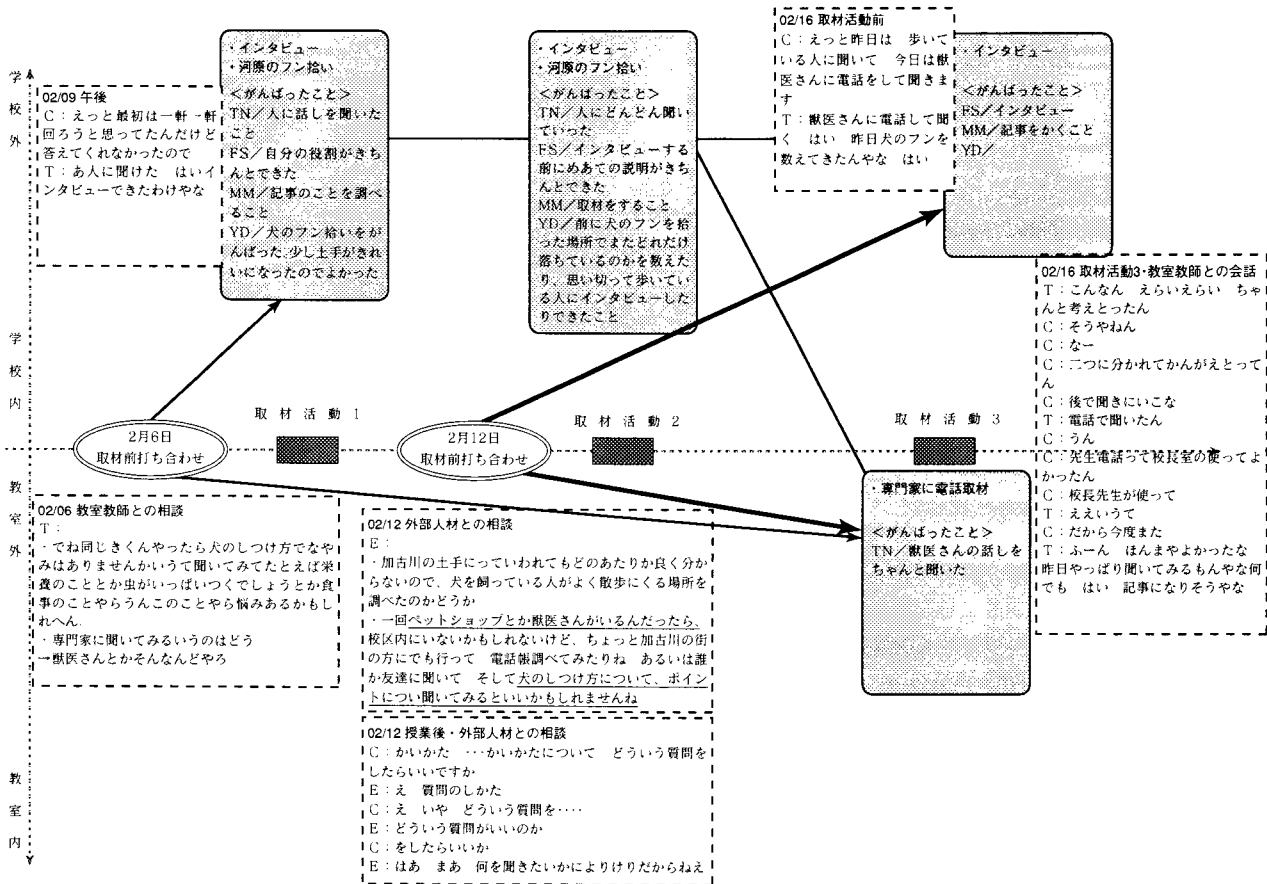 学校外
学校内
教室外
教室内
02/09 午後
C：えっと最初は一軒一軒
回ろうと思ってたんだけど
答えてくれなかったので
T：あ人に聞けた　はいイ
ンタビューできたわけやな
・インタビュー
・河原のフン拾い
＜がんばったこと＞
TN／人に話しを聞いた
こと
FS／自分の役割がきち
んとできた
MM／記事のことを調べ
ること
YD／犬のフン拾いをが
んばった、少し土手がきれ
いになったのでよかった
・インタビュー
・河原のフン拾い
＜がんばったこと＞
TN／人にどんどん聞い
ていった
FS／インタビューする
前にめあての説明がきち
んとできた
MM／取材をすること
YD／前に犬のフンを拾
った場所でまたどれだけ
落ちているのかを数えた
り、思い切って歩いてい
る人にインタビューした
りできたこと
02/16 取材活動前
C：えっと昨日は　歩いて
いる人に聞いて　今日は獣
医さんに電話をして聞きま
す
T：獣医さんに電話して聞
く　はい　昨日犬のフンを
数えてきたんやな　はい
・インタビュー
＜がんばったこと＞
FS／インタビュー
MM／記事をかくこと
YD／
02/16 取材活動3・教室教師との会話
T：こんなん　えらいえらい　ちゃ
んと考えとったん
C：そうやねん
C：なー
C：二つに分かれてかんがえとって
ん
C：後で聞きにいこな
T：電話で聞いたん
C：うん
C：先生電話って校長室の使ってよ
かったん
C：校長先生が使って
T：ええいうて
C：だから今度また
T：ふーん　ほんまやよかったな
昨日やっぱり聞いてみるもんやな何
でも　はい　記事になりそうやな
取材活動1
取材活動2
取材活動3
2月6日
取材前打ち合わせ
2月12日
取材前打ち合わせ
02/06 教室教師との相談
T：
・でね同じきくんやったら犬のしつけ方でなや
みはありませんかいうて聞いてみてたとえば栄
養のこととか虫がいっぱいつくでしょうとか食
事のことやらうんこのことやら悩みあるかもし
れへん.
・専門家に聞いてみるいうのはどう
→獣医さんとかそんなんどやろ
02/12 外部人材との相談
E：
・加古川の土手にっていわれてもどのあたりか良く分か
らないので、犬を飼っている人がよく散歩にくる場所を
調べたのかどうか
・一回ペットショップとか獣医さんがいるんだったら、
校区内にいないかもしれないけど、ちょっと加古川の街
の方にでも行って　電話帳調べてみたりね　あるいは誰
か友達に聞いて　そして犬のしつけ方について、ポイン
トについ聞いてみるといいかもしれませんね
02/12 授業後・外部人材との相談
C：かいかた　…かいかたについて　どういう質問を
したらいいですか
E：え　質問のしかた
C：え　いや　どういう質問を‥‥
E：どういう質問がいいのか
C：をしたらいいか
E：はあ　まあ　何を聞きたいかによりけりだからねえ
・専門家に電話取材
＜がんばったこと＞
TN／獣医さんの話しを
ちゃんと聞いた